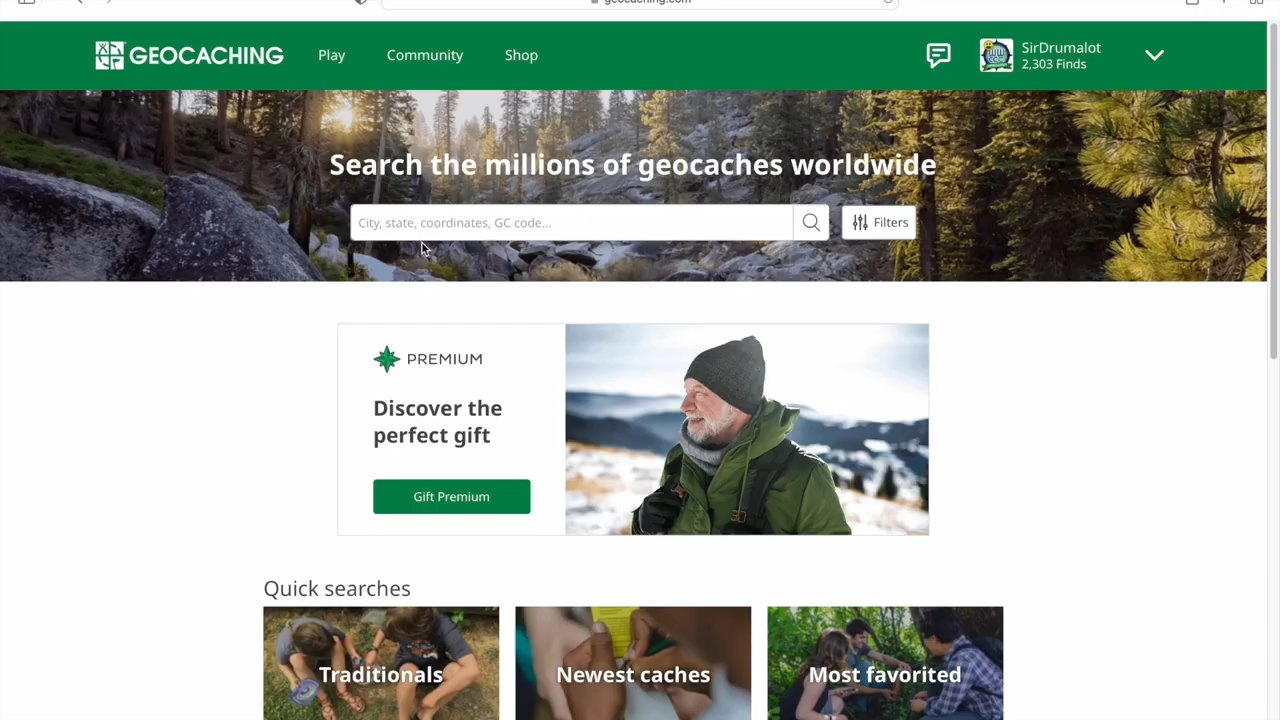 geocaching.com
GEOCACHING
Play
Community
Shop
SirDrumalot
2,303 Finds
Search the millions of geocaches worldwide
City, state, coordinates, GC code...
Filters
PREMIUM
Discover the
perfect gift
Gift Premium
Quick searches
Traditionals
Newest caches
Most favorited